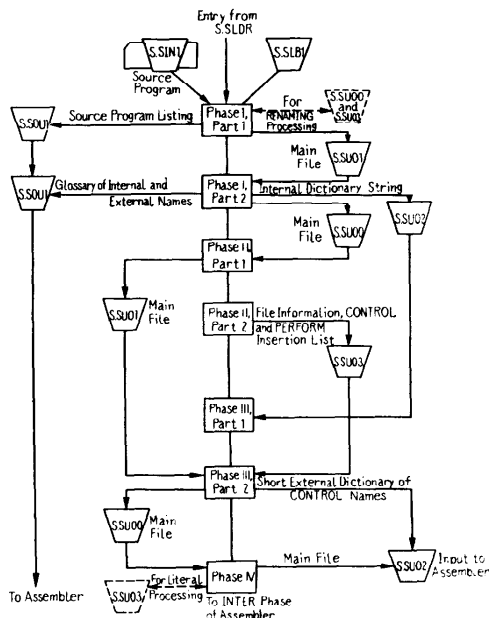 Entry from
S.SLDR
S.SIN1
S.SLB1
Source
Program
S.SU00
and
S.SU03
For
RENAMING
Processing
Phase I,
Part 1
Source Program Listing
S.SOU1
Main
File
S.SU01
S.SOU1
Glossary of Internal and
External Names
Phase I,
Part 2
Internal Dictionary String
S.SU02
Main
File
S.SU00
Phase II,
Part 1
S.SU01
Main
File
Phase II,
Part 2
File Information, CONTROL
and PERFORM
Insertion List
S.SU03
Phase III,
Part 1
Phase III,
Part 2
Short External Dictionary of
CONTROL Names
S.SU00
Main
File
Phase IV
Main File
S.SU02
Input to
Assembler
S.SU03
For Literal
Processing
To Assembler
To INTER Phase
of Assembler